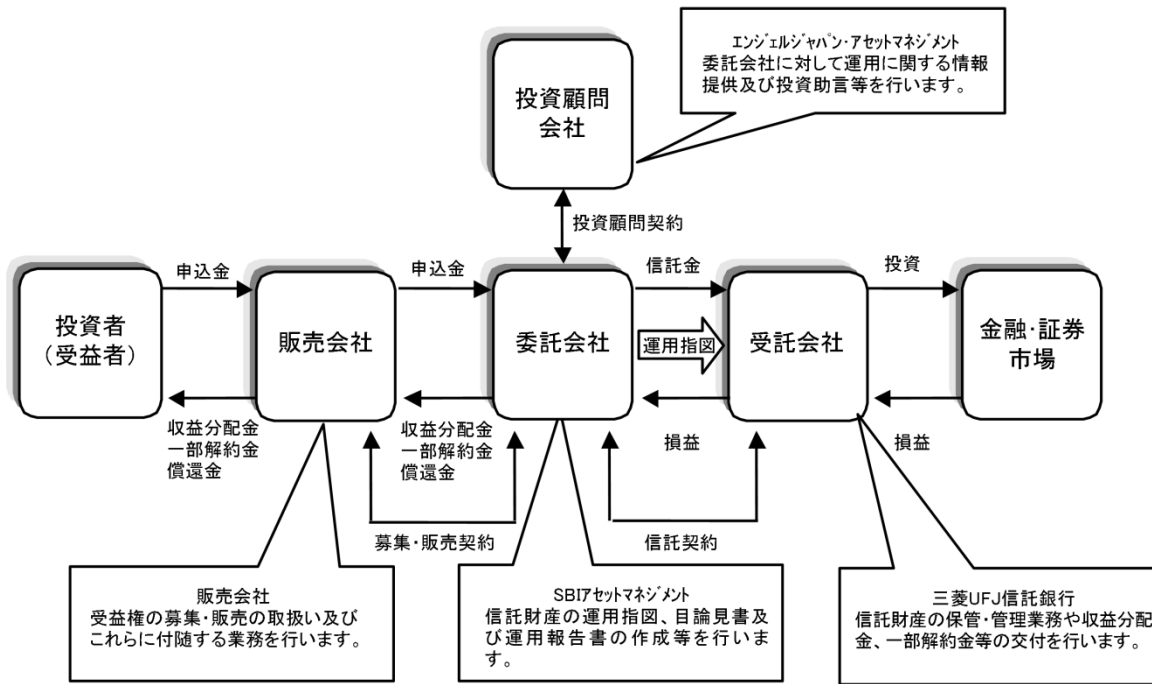 エンジェルジャパン・アセットマネジメント
委託会社に対して運用に関する情報
提供及び投資助言等を行います。
投資顧問
会社
投資顧問契約
投資者
（受益者）
申込金
販売会社
申込金
委託会社
信託金
運用指図
受託会社
投資
金融・証券
市場
収益分配金
一部解約金
償還金
収益分配金
一部解約金
償還金
損益
損益
募集・販売契約
信託契約
販売会社
受益権の募集・販売の取扱い及び
これらに付随する業務を行います。
SBIアセットマネジメント
信託財産の運用指図、目論見書及
び運用報告書の作成等を行いま
す。
三菱UFJ信託銀行
信託財産の保管・管理業務や収益分配
金、一部解約金等の交付を行います。